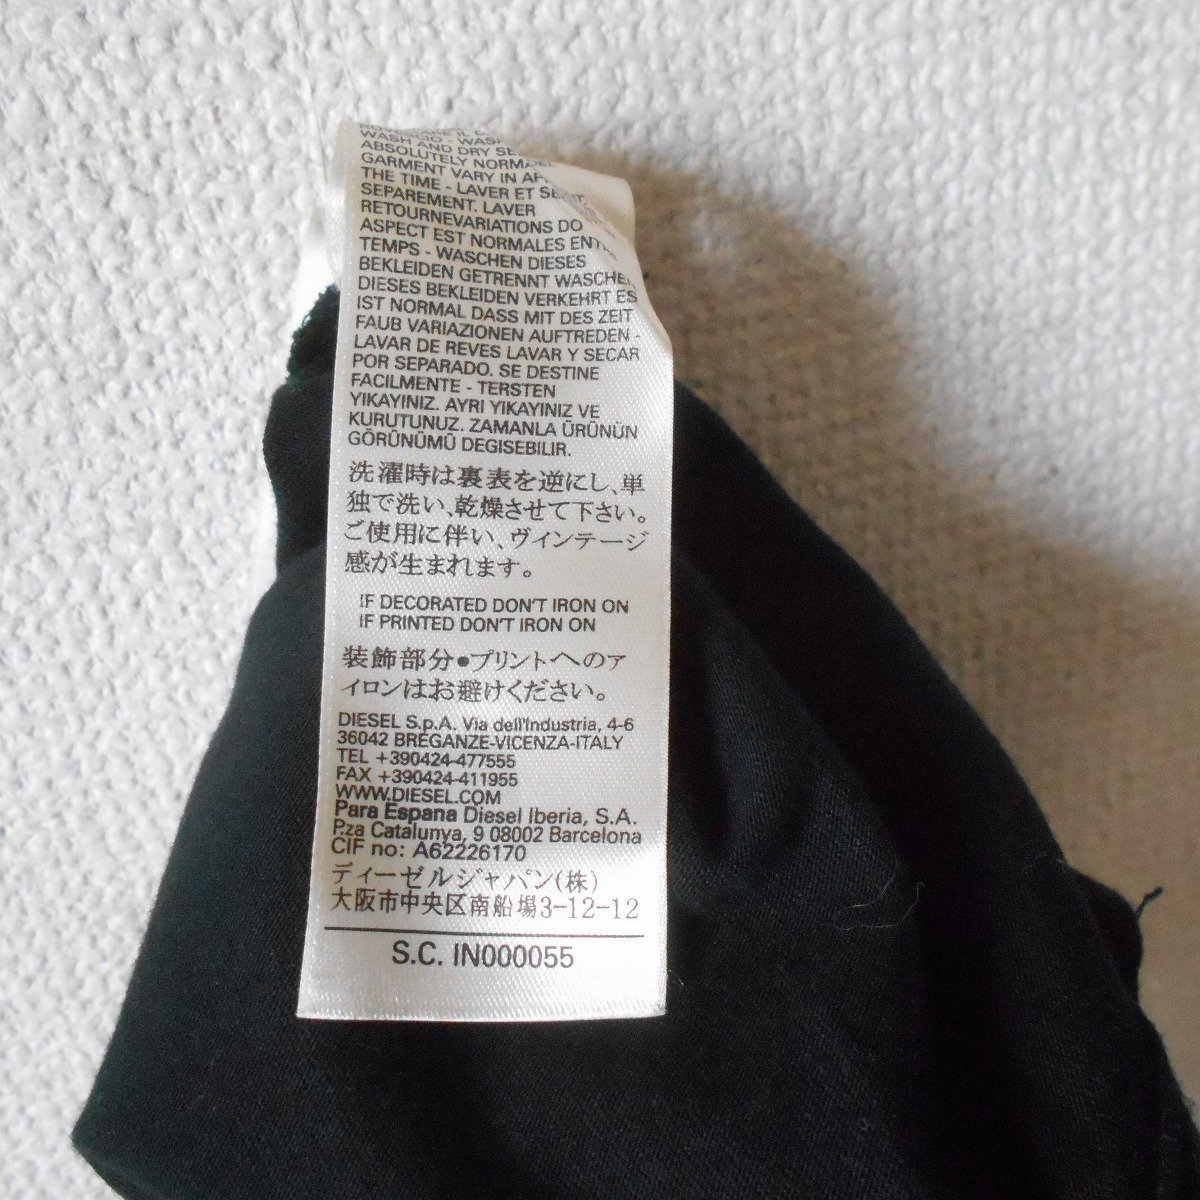 WASH AND DRY SE
ABSOLUTELY NORMA
GARMENT VARY IN AP
THE TIME - LAVER ET SE
SEPAREMENT. LAVER
RETOURNEVARIATIONS DO
ASPECT EST NORMALES ENTR
TEMPS - WASCHEN DIESES
BEKLEIDEN GETRENNT WASCHEN
DIESES BEKLEIDEN VERKEHRT ES
IST NORMAL DASS MIT DES ZEIT
FAUB VARIAZIONEN AUFTREDEN -
LAVAR DE REVES LAVAR Y SECAR
POR SEPARADO. SE DESTINE
FACILMENTE - TERSTEN
YIKAYINIZ. AYRI YIKAYINIZ VE
KURUTUNUZ. ZAMANLA ÜRÜNÜN
GÖRÜNÜMÜ DEGISEBILIR.
洗濯時は裏表を逆にし、単
独で洗い、乾燥させて下さい。
ご使用に伴い、ヴィンテージ
感が生まれます。
IF DECORATED DON'T IRON ON
IF PRINTED DON'T IRON ON
装飾部分●プリントへのア
イロンはお避けください。
DIESEL S.p.A. Via dell'Industria, 4-6
36042 BREGANZE-VICENZA-ITALY
TEL +390424-477555
FAX +390424-411955
WWW.DIESEL.COM
Para Espana Diesel Iberia, S.A.
P.za Catalunya, 9 08002 Barcelona
CIF no: A62226170
ディーゼルジャパン(株)
大阪市中央区南船場3-12-12
S.C. IN000055